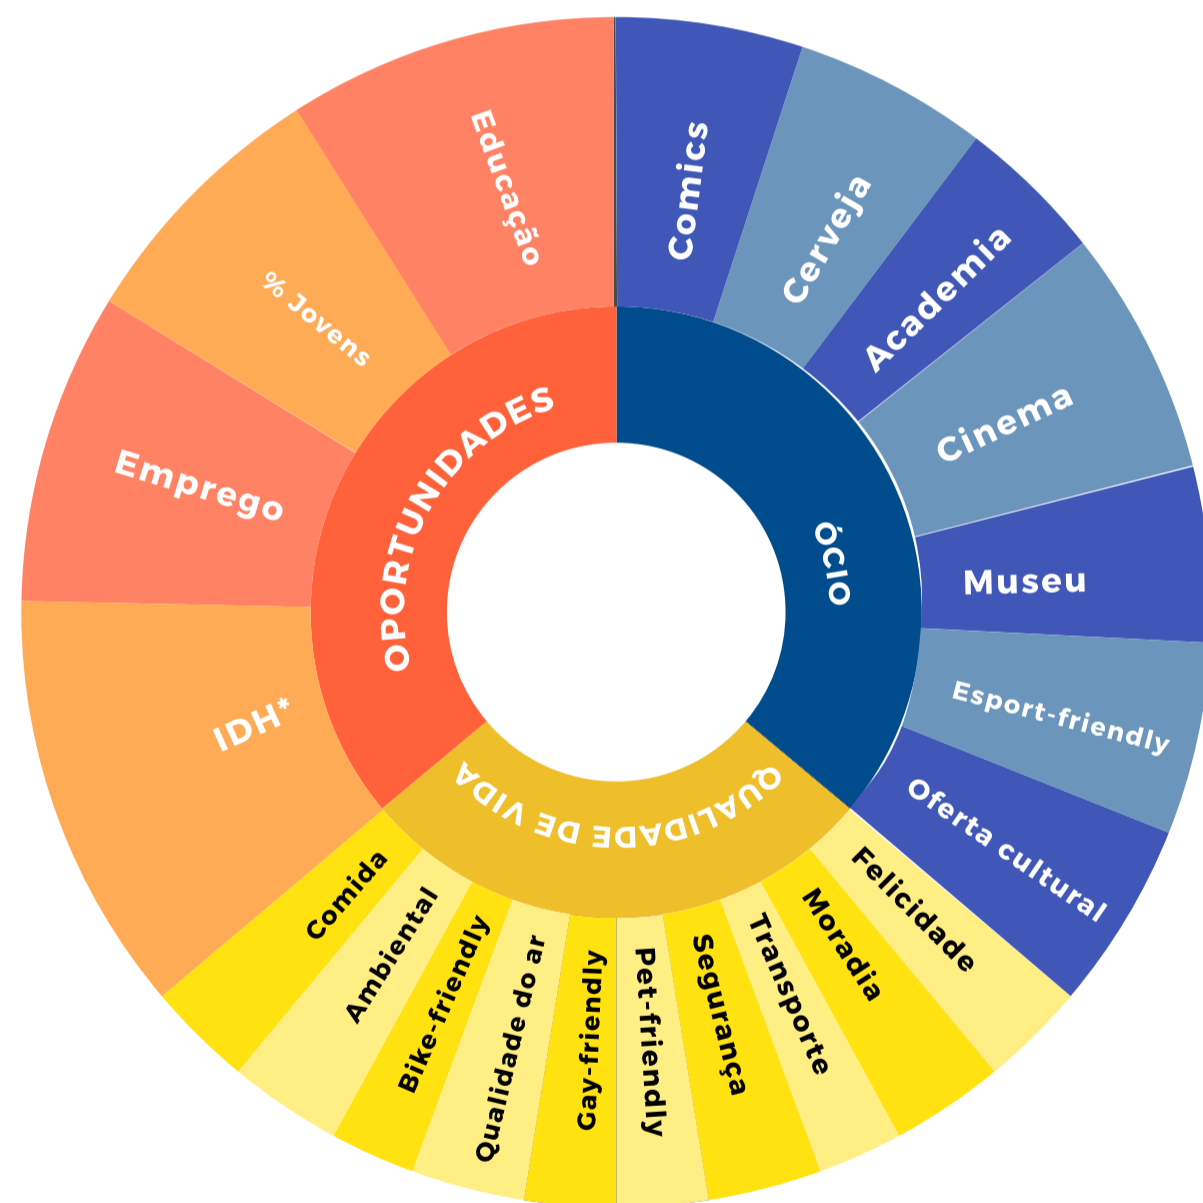 OPORTUNIDADES
Educação
% Jovens
Emprego
IDH*
ÓCIO
Comics
Cerveja
Academia
Cinema
Museu
Esport-friendly
Oferta cultural
QUALIDADE DE VIDA
Felicidade
Moradia
Transporte
Segurança
Pet-friendly
Gay-friendly
Qualidade do ar
Bike-friendly
Ambiental
Comida